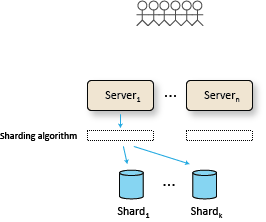 Server1 ... Servern
Sharding algorithm
...
Shard1 Shardk